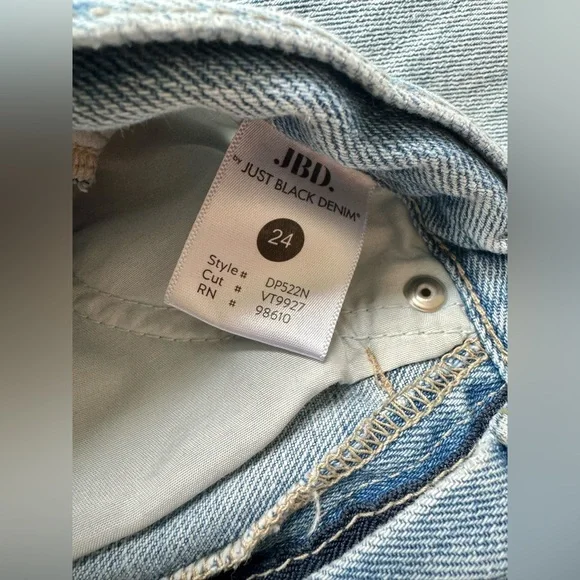 JBD.
by JUST BLACK DENIM®
24
Style# DP522N
Cut # VT9927
RN # 98610